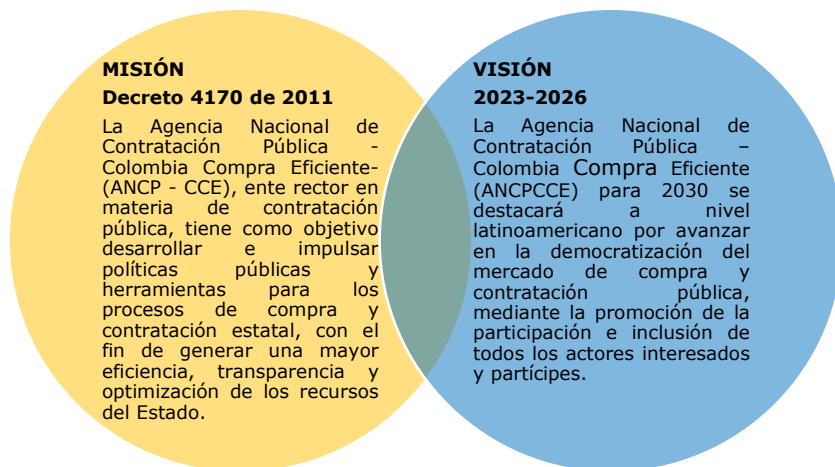 MISIÓN
Decreto 4170 de 2011
La Agencia Nacional de
Contratación Pública -
Colombia Compra Eficiente-
(ANCP - CCE), ente rector en
materia de contratación
pública, tiene como objetivo
desarrollar e impulsar
políticas públicas y
herramientas para los
procesos de compra y
contratación estatal, con el
fin de generar una mayor
eficiencia, transparencia y
optimización de los recursos
del Estado.
VISIÓN
2023-2026
La Agencia Nacional de
Contratación Pública –
Colombia Compra Eficiente
(ANCPCCE) para 2030 se
destacará a nivel
latinoamericano por avanzar
en la democratización del
mercado de compra y
contratación pública,
mediante la promoción de la
participación e inclusión de
todos los actores interesados
y partícipes.